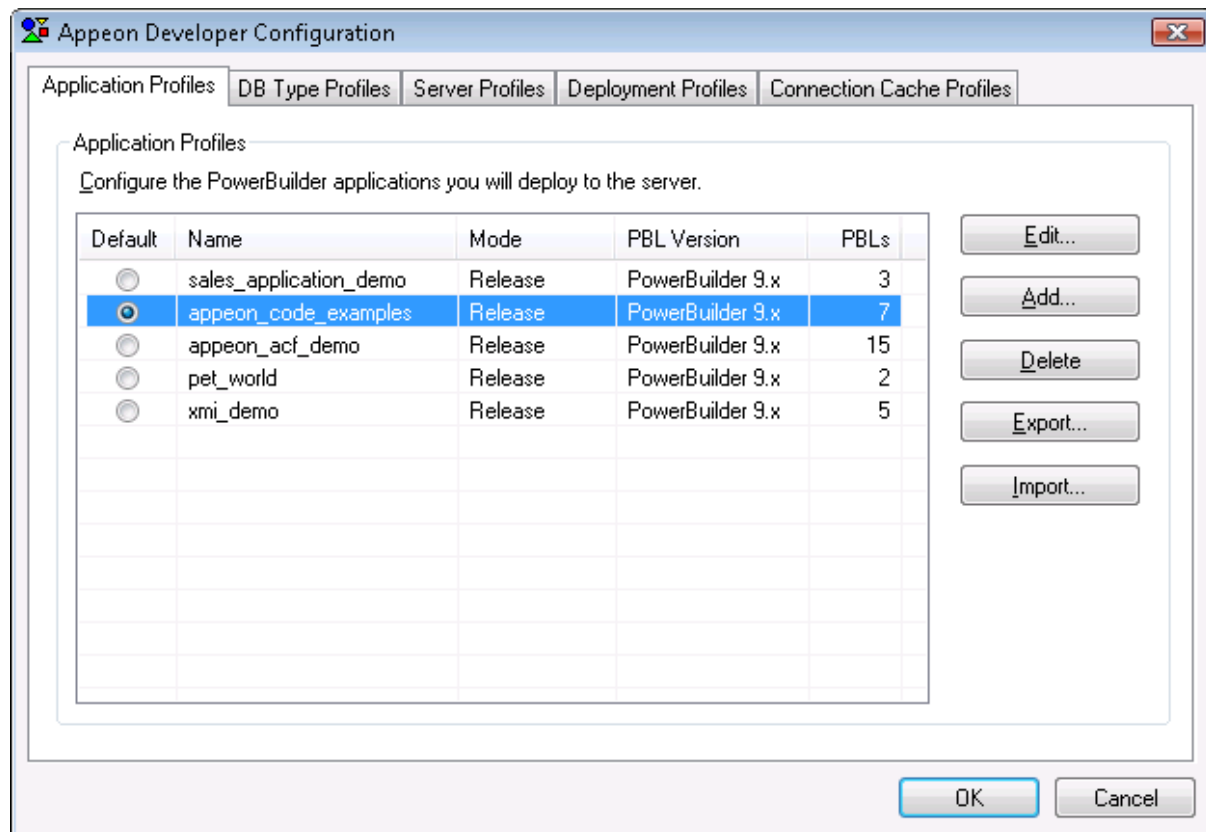 Appeon Developer Configuration
Application Profiles DB Type Profiles Server Profiles Deployment Profiles Connection Cache Profiles
Application Profiles
Configure the PowerBuilder applications you will deploy to the server.
Default Name Mode PBL Version PBLs
sales_application_demo Release PowerBuilder 9.x 3
appeon_code_examples Release PowerBuilder 9.x 7
appeon_acf_demo Release PowerBuilder 9.x 15
pet_world Release PowerBuilder 9.x 2
xmi_demo Release PowerBuilder 9.x 5
Edit...
Add...
Delete
Export...
Import...
OK Cancel